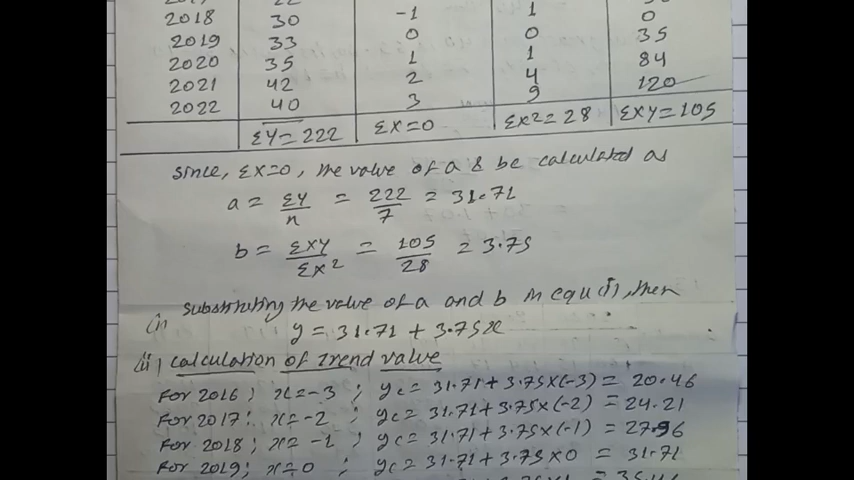 2018 30 -1 1
2019 33 0 0 0
2020 35 1 1 35
2021 42 2 4 84
2022 40 3 9 120
ΣY=222 ΣX=0 ΣX²=28 ΣXY=105
since, ΣX=0, the value of a & be calculated as
a = ΣY/n = 222/7 = 31.71
b = ΣXY/ΣX² = 105/28 = 3.75
substituting the value of a and b in equ(i), then
(i) y = 31.71 + 3.75x
(ii) calculation of trend value
For 2016; x=-3; yc = 31.71+3.75×(-3) = 20.46
For 2017: x=-2; yc = 31.71+3.75×(-2) = 24.21
For 2018; x=-1; yc = 31.71+3.75×(-1) = 27.96
For 2019; x=0; yc = 31.71+3.75×0 = 31.71